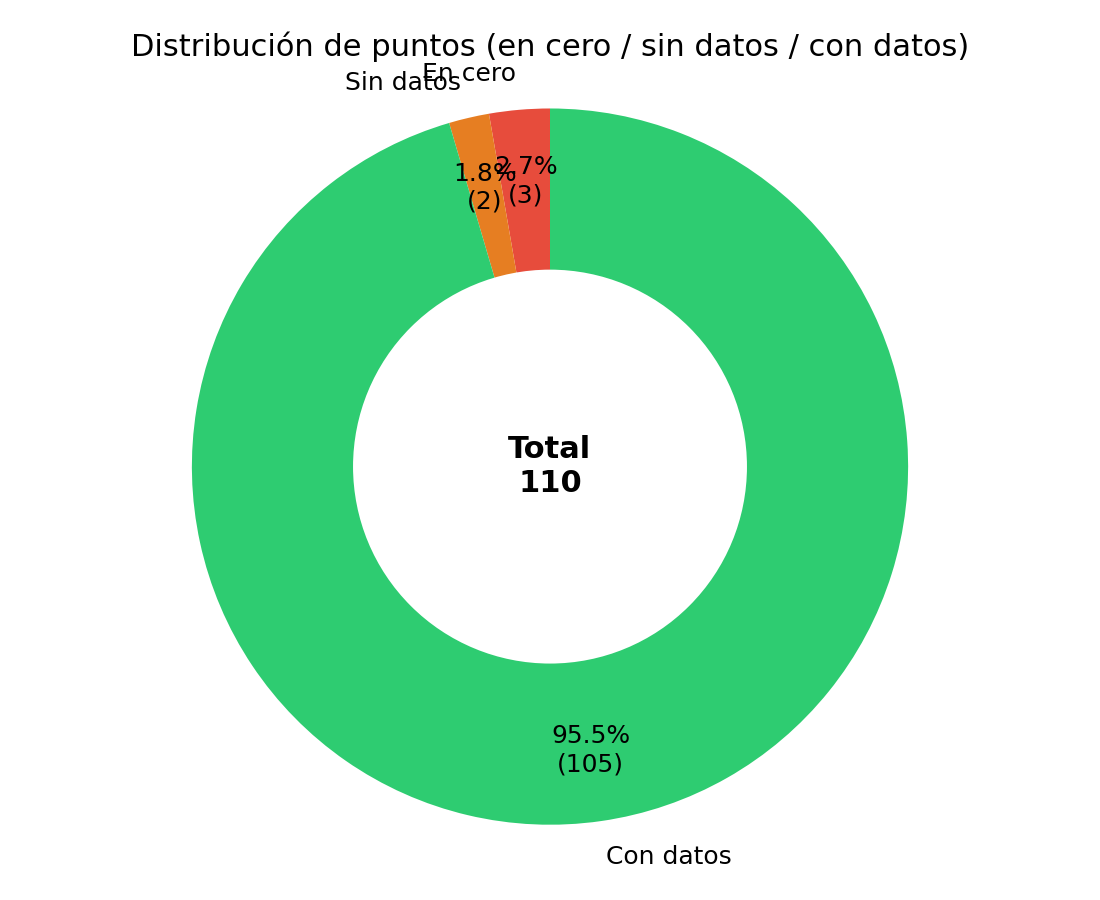 Distribución de puntos (en cero / sin datos / con datos)
En cero
Sin datos
1.8%
(2)
2.7%
(3)
Total
110
95.5%
(105)
Con datos